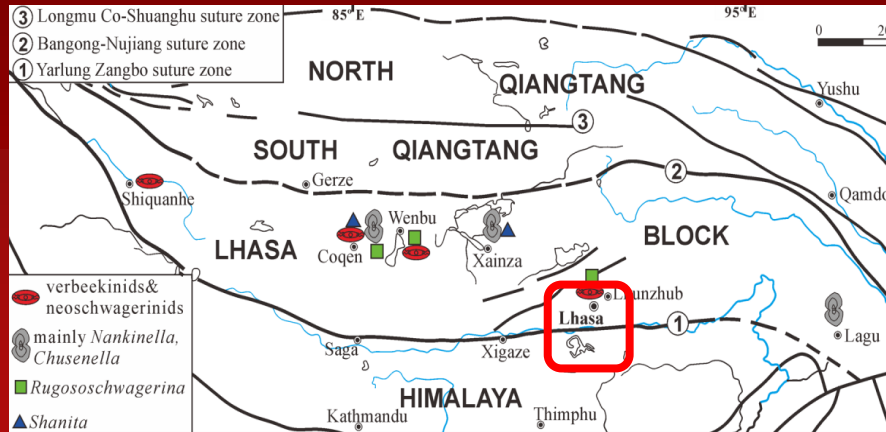 ③ Longmu Co-Shuanghu suture zone
② Bangong-Nujiang suture zone
① Yarlung Zangbo suture zone
85° E
95° E
0 20
NORTH
QIANGTANG
Yushu
③
SOUTH QIANGTANG
②
Gerze
Shiquanhe
Qamdo
Wenbu
LHASA
BLOCK
Coqen
Xainza
verbeekinids&
neoschwagerinids
Lhunzhub
Lhasa
①
mainly Nankinella,
Chusenella
Saga
Xigaze
Lagu
Rugososchwagerina
HIMALAYA
Shanita
Kathmandu
Thimphu